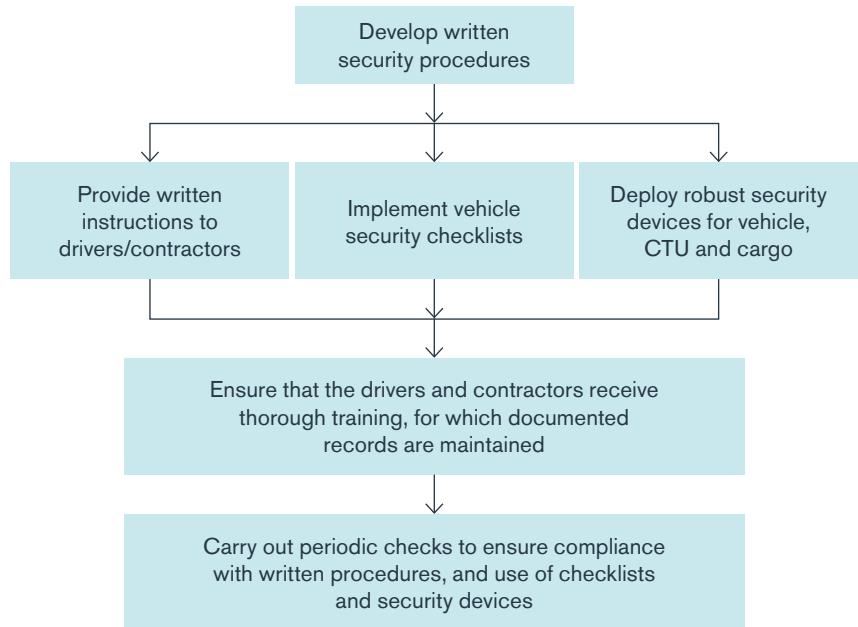 Develop written
security procedures
Provide written
instructions to
drivers/contractors
Implement vehicle
security checklists
Deploy robust security
devices for vehicle,
CTU and cargo
Ensure that the drivers and contractors receive
thorough training, for which documented
records are maintained
Carry out periodic checks to ensure compliance
with written procedures, and use of checklists
and security devices